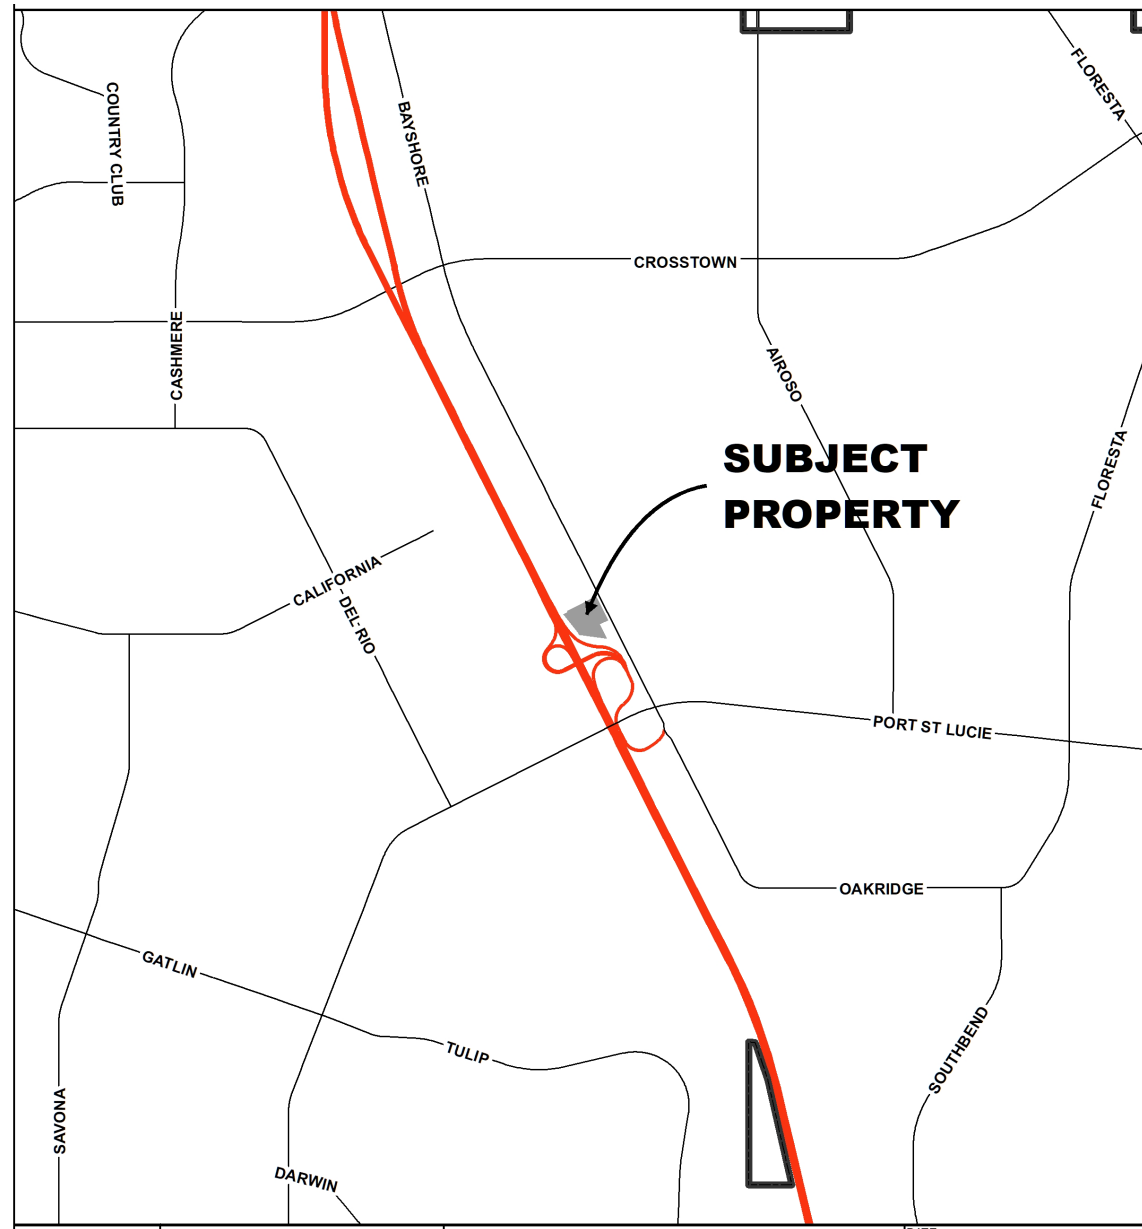 FLORESTA
COUNTRY CLUB
BAYSHORE
CROSSTOWN
CASHMERE
AIROSO
FLORESTA
SUBJECT
PROPERTY
CALIFORNIA
DEL RIO
PORT ST LUCIE
OAKRIDGE
GATLIN
TULIP
SOUTHBEND
SAVONA
DARWIN